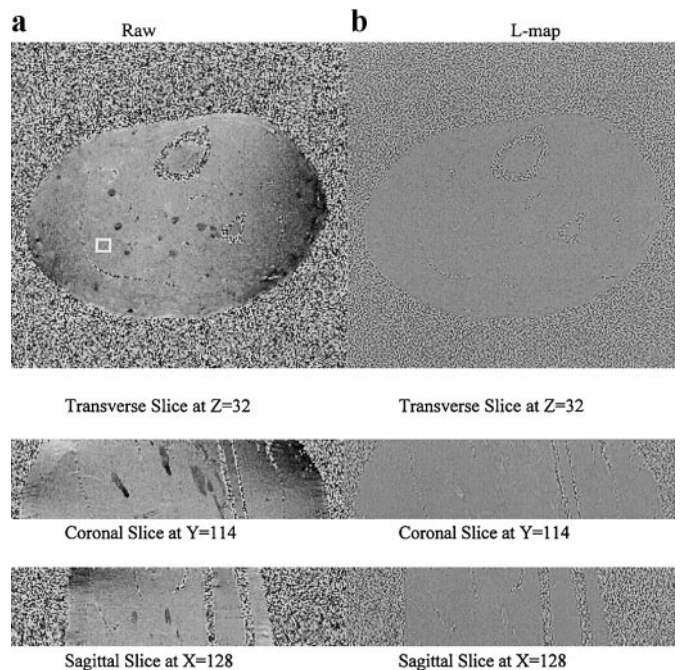 a b
Raw L-map
Transverse Slice at Z=32 Transverse Slice at Z=32
Coronal Slice at Y=114 Coronal Slice at Y=114
Sagittal Slice at X=128 Sagittal Slice at X=128